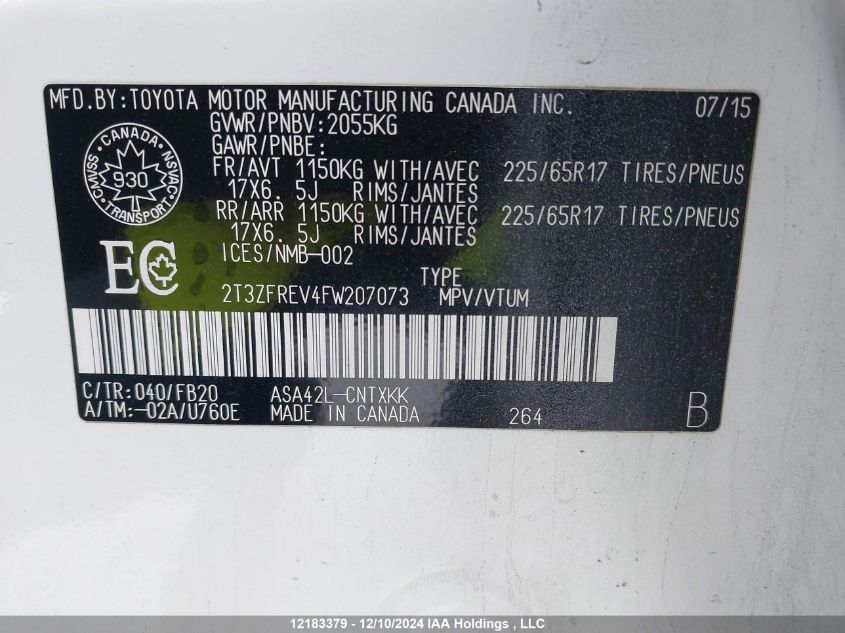 MFD.BY:TOYOTA MOTOR MANUFACTURING CANADA INC. 07/15
GVWR/PNBV:2055KG
GAWR/PNBE:
FR/AVT 1150KG WITH/AVEC 225/65R17 TIRES/PNEUS
17X6.5J RIMS/JANTES
RR/ARR 1150KG WITH/AVEC 225/65R17 TIRES/PNEUS
17X6.5J RIMS/JANTES
ICES/NMB-002
CANADA
CMVSS 930 NSVAC
TRANSPORT
EC
TYPE
2T3ZFREV4FW207073 MPV/VTUM
C/TR:040/FB20 ASA42L-CNTXKK
A/TM:-02A/U760E MADE IN CANADA 264 B
12183379 - 12/10/2024 IAA Holdings , LLC